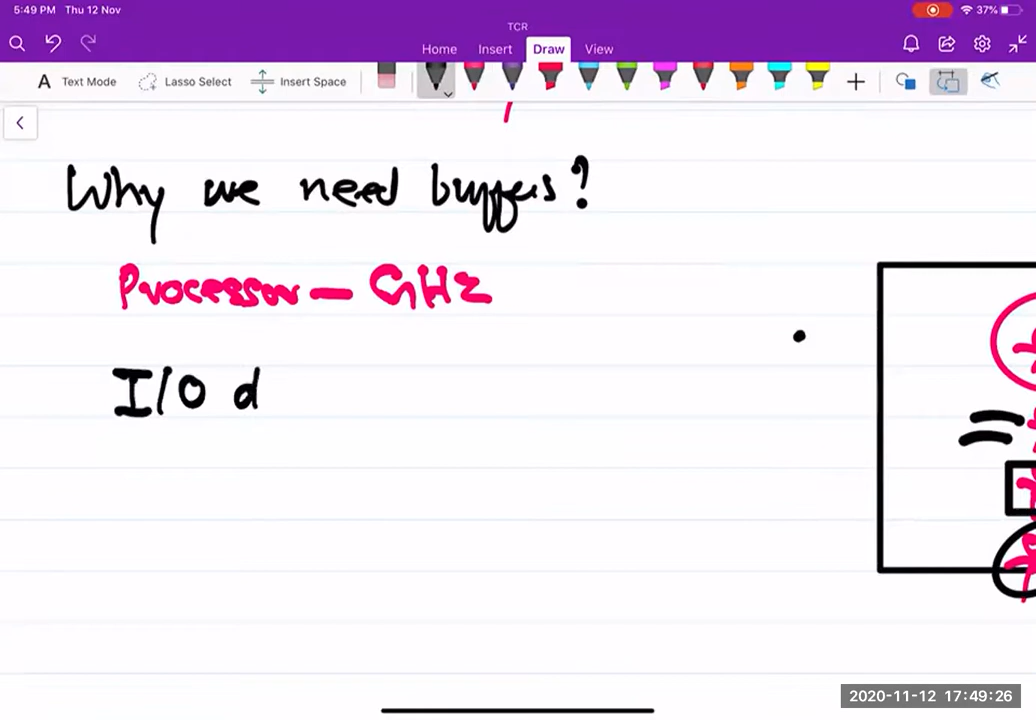 5:49 PM Thu 12 Nov
37%
TCR
Home Insert Draw View
A Text Mode Lasso Select Insert Space
Why we need buffers?
Processor — GHz
I/O d
2020-11-12 17:49:26